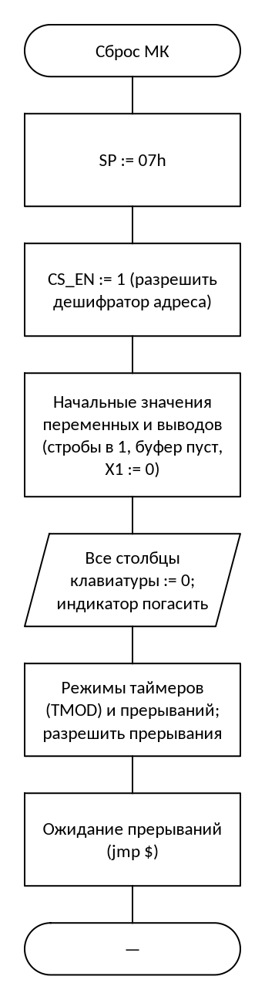 Сброс МК
SP := 07h
CS_EN := 1 (разрешить
дешифратор адреса)
Начальные значения
переменных и выводов
(стробы в 1, буфер пуст,
X1 := 0)
Все столбцы
клавиатуры := 0;
индикатор погасить
Режимы таймеров
(TMOD) и прерываний;
разрешить прерывания
Ожидание прерываний
(jmp $)
—